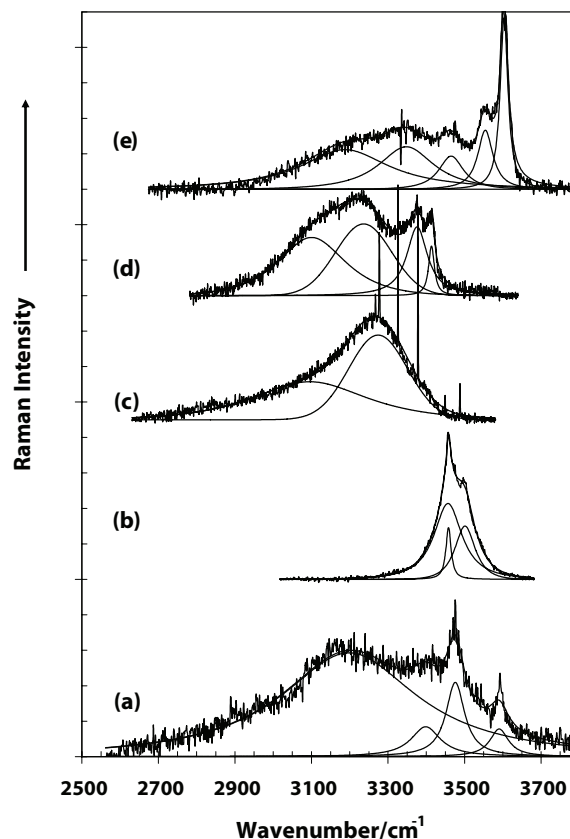 (e)
(d)
(c)
(b)
(a)
Raman Intensity
2500 2700 2900 3100 3300 3500 3700
Wavenumber/cm-1